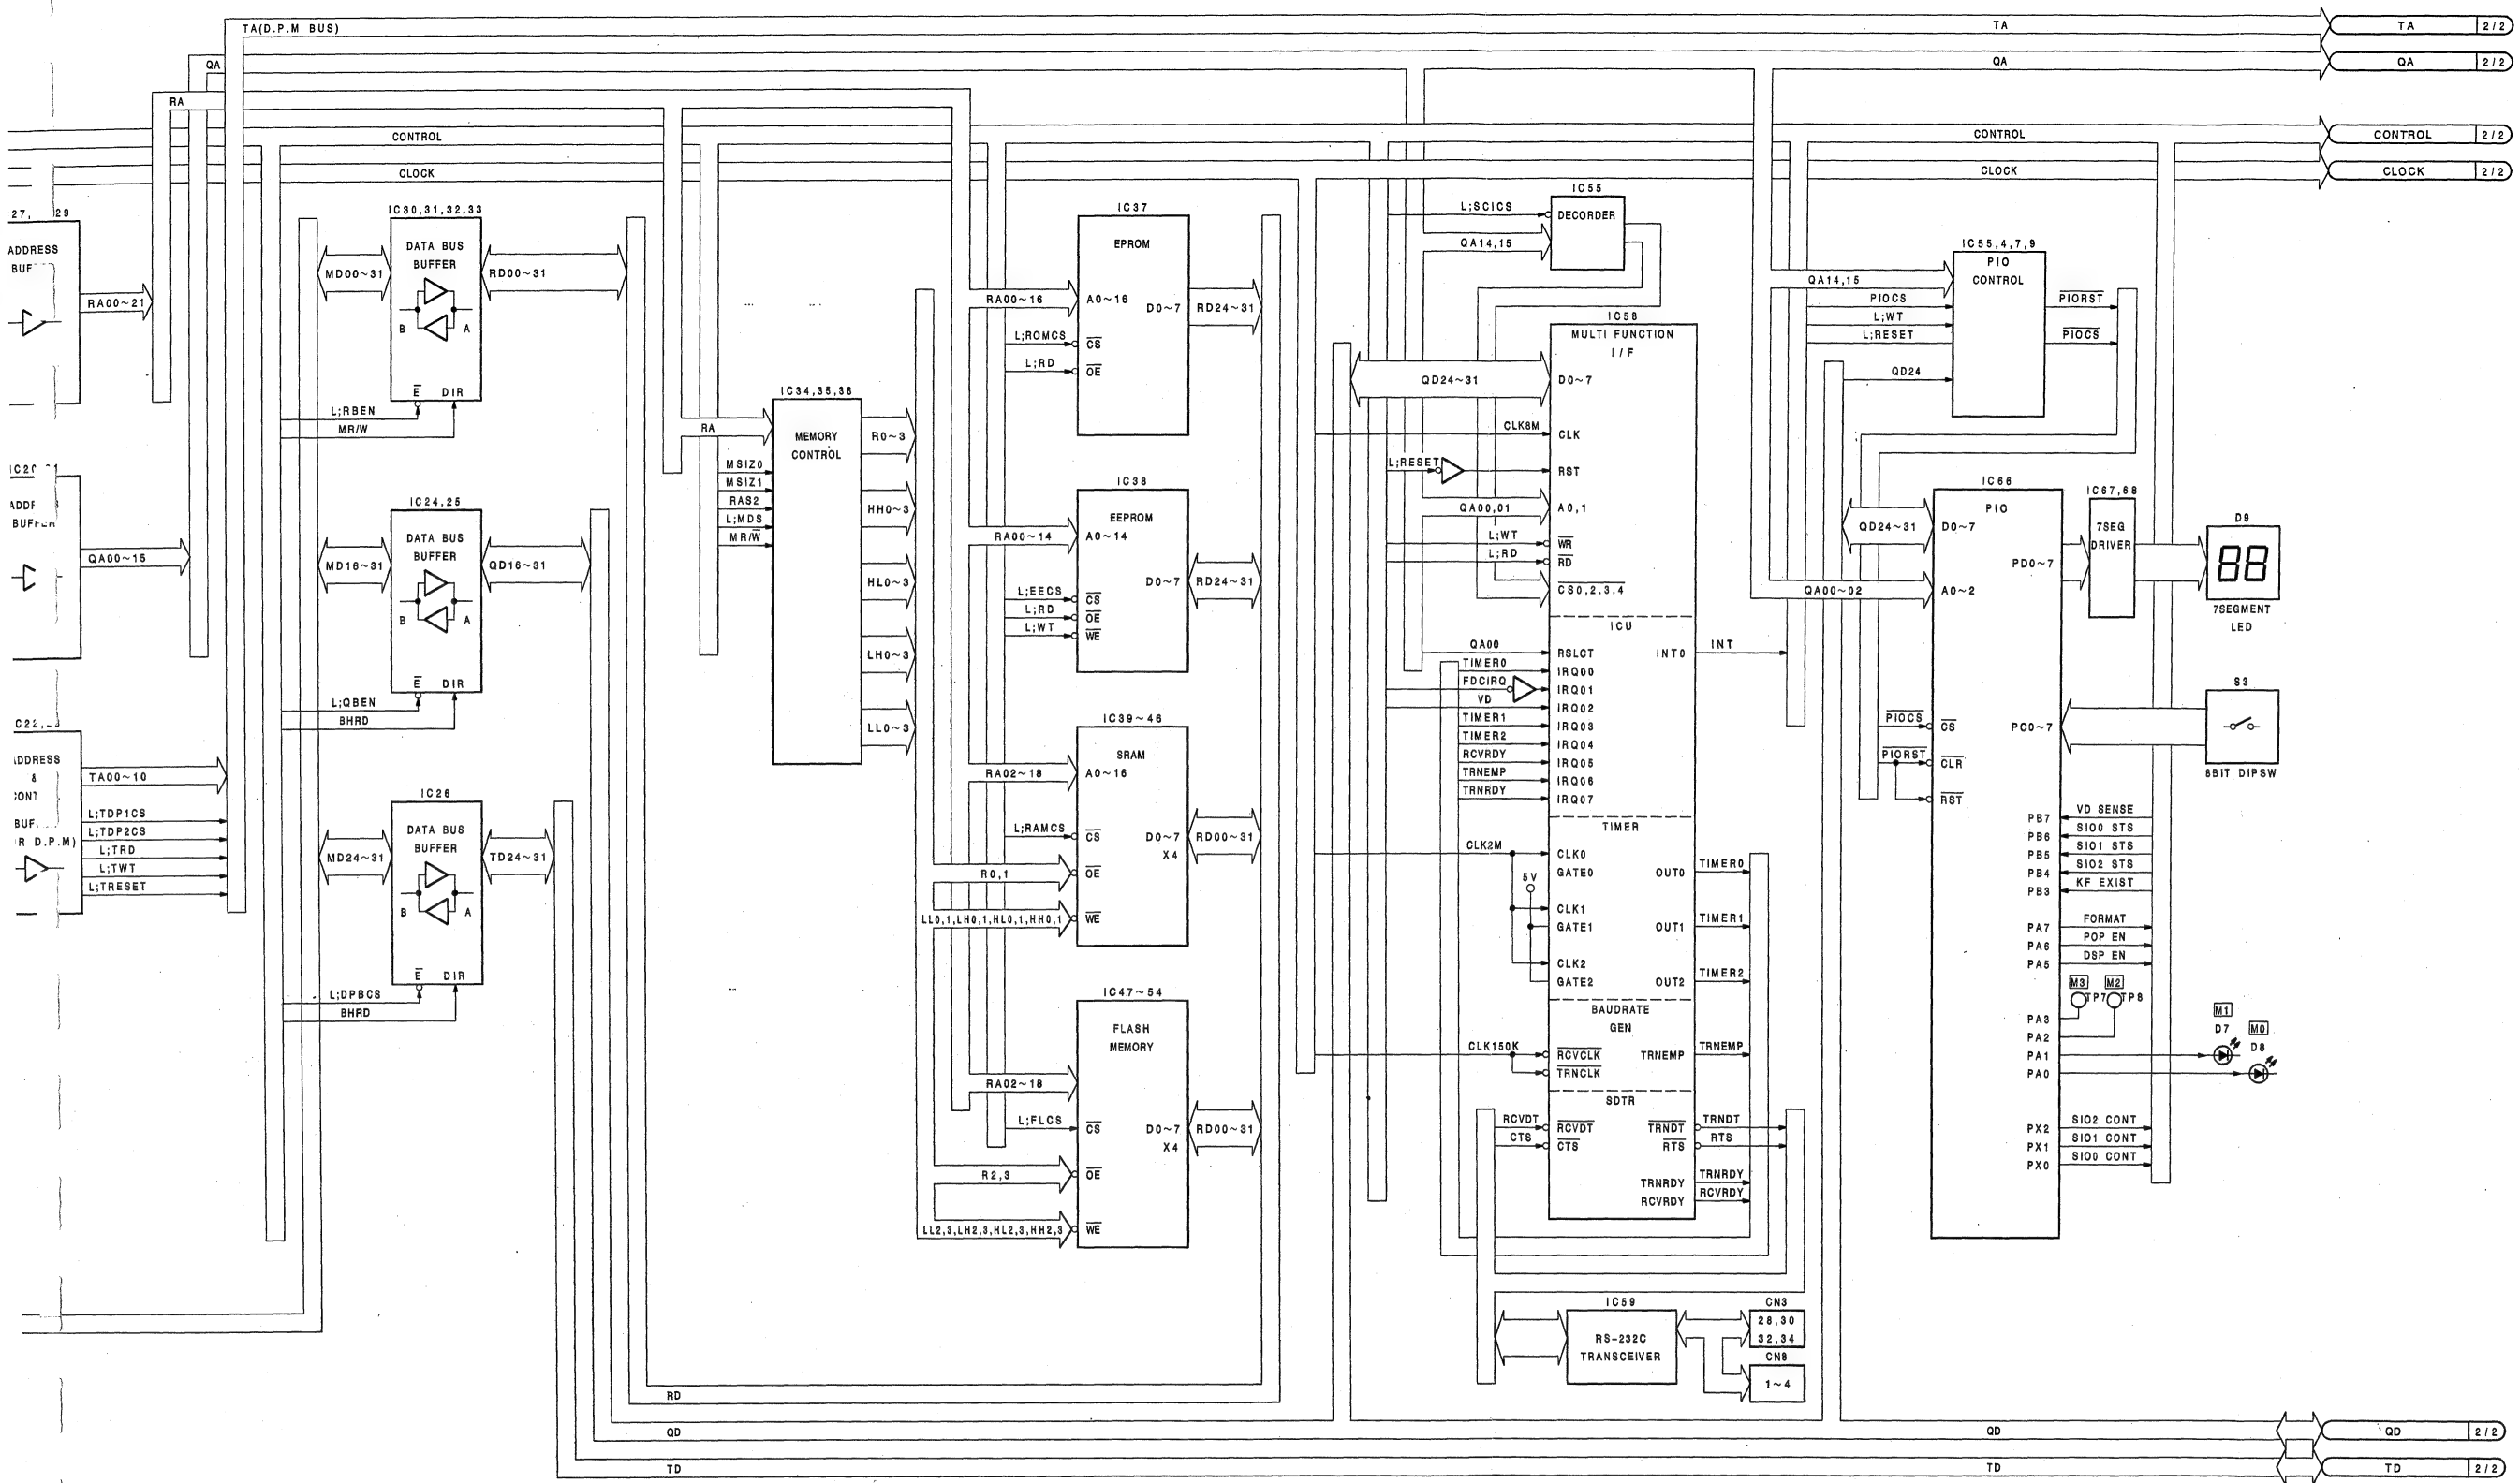 TA(D.P.M BUS)
TA
TA 2/2
QA
QA
QA 2/2
RA
CONTROL
CONTROL
CONTROL 2/2
CLOCK
CLOCK
CLOCK 2/2
27, 29
ADDRESS
RA00~21
QA00~15
&
TA00~10
L;TDP1CS
L;TDP2CS
L;TRD
L;TWT
L;TRESET
R D.P.M)
IC30,31,32,33
DATA BUS
BUFFER
MD00~31
RD00~31
B A
E DIR
L;RBEN
MR/W
IC24,25
DATA BUS
BUFFER
MD16~31
QD16~31
B A
E DIR
L;QBEN
BHRD
IC26
DATA BUS
BUFFER
MD24~31
TD24~31
B A
E DIR
L;DPBCS
BHRD
IC34,35,36
MEMORY
CONTROL
RA
MSIZ0
MSIZ1
RAS2
L;MDS
MR/W
R0~3
HH0~3
HL0~3
LH0~3
LL0~3
IC37
EPROM
RA00~16
A0~16
D0~7
RD24~31
L;ROMCS
CS
L;RD
OE
IC38
EEPROM
RA00~14
A0~14
D0~7
RD24~31
L;EECS
CS
L;RD
OE
L;WT
WE
IC39~46
SRAM
RA02~18
A0~16
L;RAMCS
CS
D0~7
X4
RD00~31
R0,1
OE
LL0,1,LH0,1,HL0,1,HH0,1
WE
IC47~54
FLASH
MEMORY
RA02~18
L;FLCS
CS
D0~7
X4
RD00~31
R2,3
OE
LL2,3,LH2,3,HL2,3,HH2,3
WE
IC55
DECORDER
L;SCICS
QA14,15
IC58
MULTI FUNCTION
I/F
QD24~31
D0~7
CLK8M
CLK
L;RESET
RST
QA00,01
A0,1
L;WT
WR
L;RD
RD
CS0,2.3.4
ICU
QA00
RSLCT
INT0
INT
TIMER0
IRQ00
FDCIRQ
IRQ01
VD
IRQ02
TIMER1
IRQ03
TIMER2
IRQ04
RCVRDY
IRQ05
TRNEMP
IRQ06
TRNRDY
IRQ07
TIMER
CLK2M
CLK0
GATE0
OUT0
TIMER0
5V
CLK1
GATE1
OUT1
TIMER1
CLK2
GATE2
OUT2
TIMER2
BAUDRATE
GEN
CLK150K
RCVCLK
TRNEMP
TRNEMP
TRNCLK
SDTR
RCVDT
RCVDT
TRNDT
TRNDT
CTS
CTS
RTS
RTS
TRNRDY
TRNRDY
RCVRDY
RCVRDY
IC59
RS-232C
TRANSCEIVER
CN3
28,30
32,34
CN8
1~4
IC55,4,7,9
PIO
CONTROL
QA14,15
PIOCS
L;WT
L;RESET
QD24
PIORST
PIOCS
IC66
PIO
QD24~31
D0~7
PD0~7
QA00~02
A0~2
IC67,68
7SEG
DRIVER
D9
88
7SEGMENT
LED
S3
8BIT DIPSW
PIOCS
CS
PC0~7
PIORST
CLR
RST
PB7
VD SENSE
PB6
SIO0 STS
PB5
SIO1 STS
PB4
SIO2 STS
PB3
KF EXIST
PA7
FORMAT
PA6
POP EN
PA5
DSP EN
M3
M2
TP7
TP8
PA3
PA2
PA1
PA0
M1
D7
M0
D8
PX2
SIO2 CONT
PX1
SIO1 CONT
PX0
SIO0 CONT
RD
QD
QD
QD 2/2
TD
TD
TD 2/2